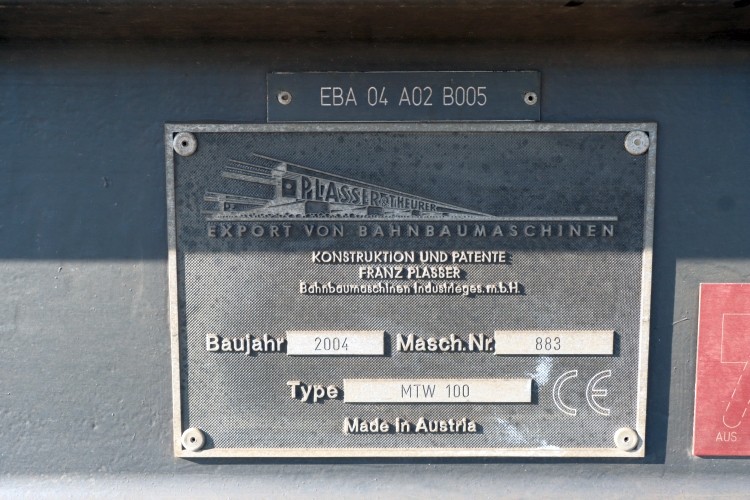 EBA 04 A02 B005
PLASSER & THEURER
EXPORT VON BAHNBAUMASCHINEN
KONSTRUKTION UND PATENTE
FRANZ PLASSER
Bahnbaumaschinen Industrieges.m.b.H
Baujahr 2004 Masch.Nr. 883
Type MTW 100 CE
Made in Austria
AUS